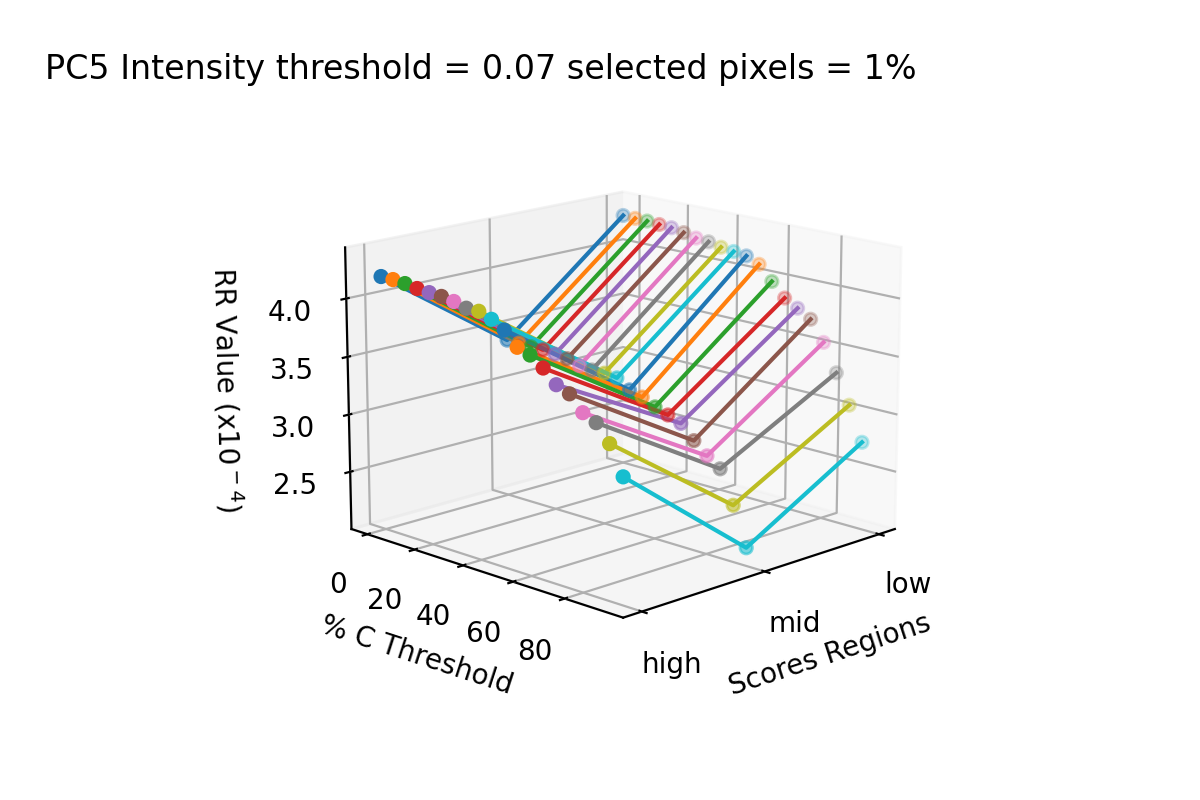 PC5 Intensity threshold = 0.07 selected pixels = 1%
RR Value (x10⁻⁴)
4.0
3.5
3.0
2.5
0
20
40
60
80
% C Threshold
high
mid
low
Scores Regions